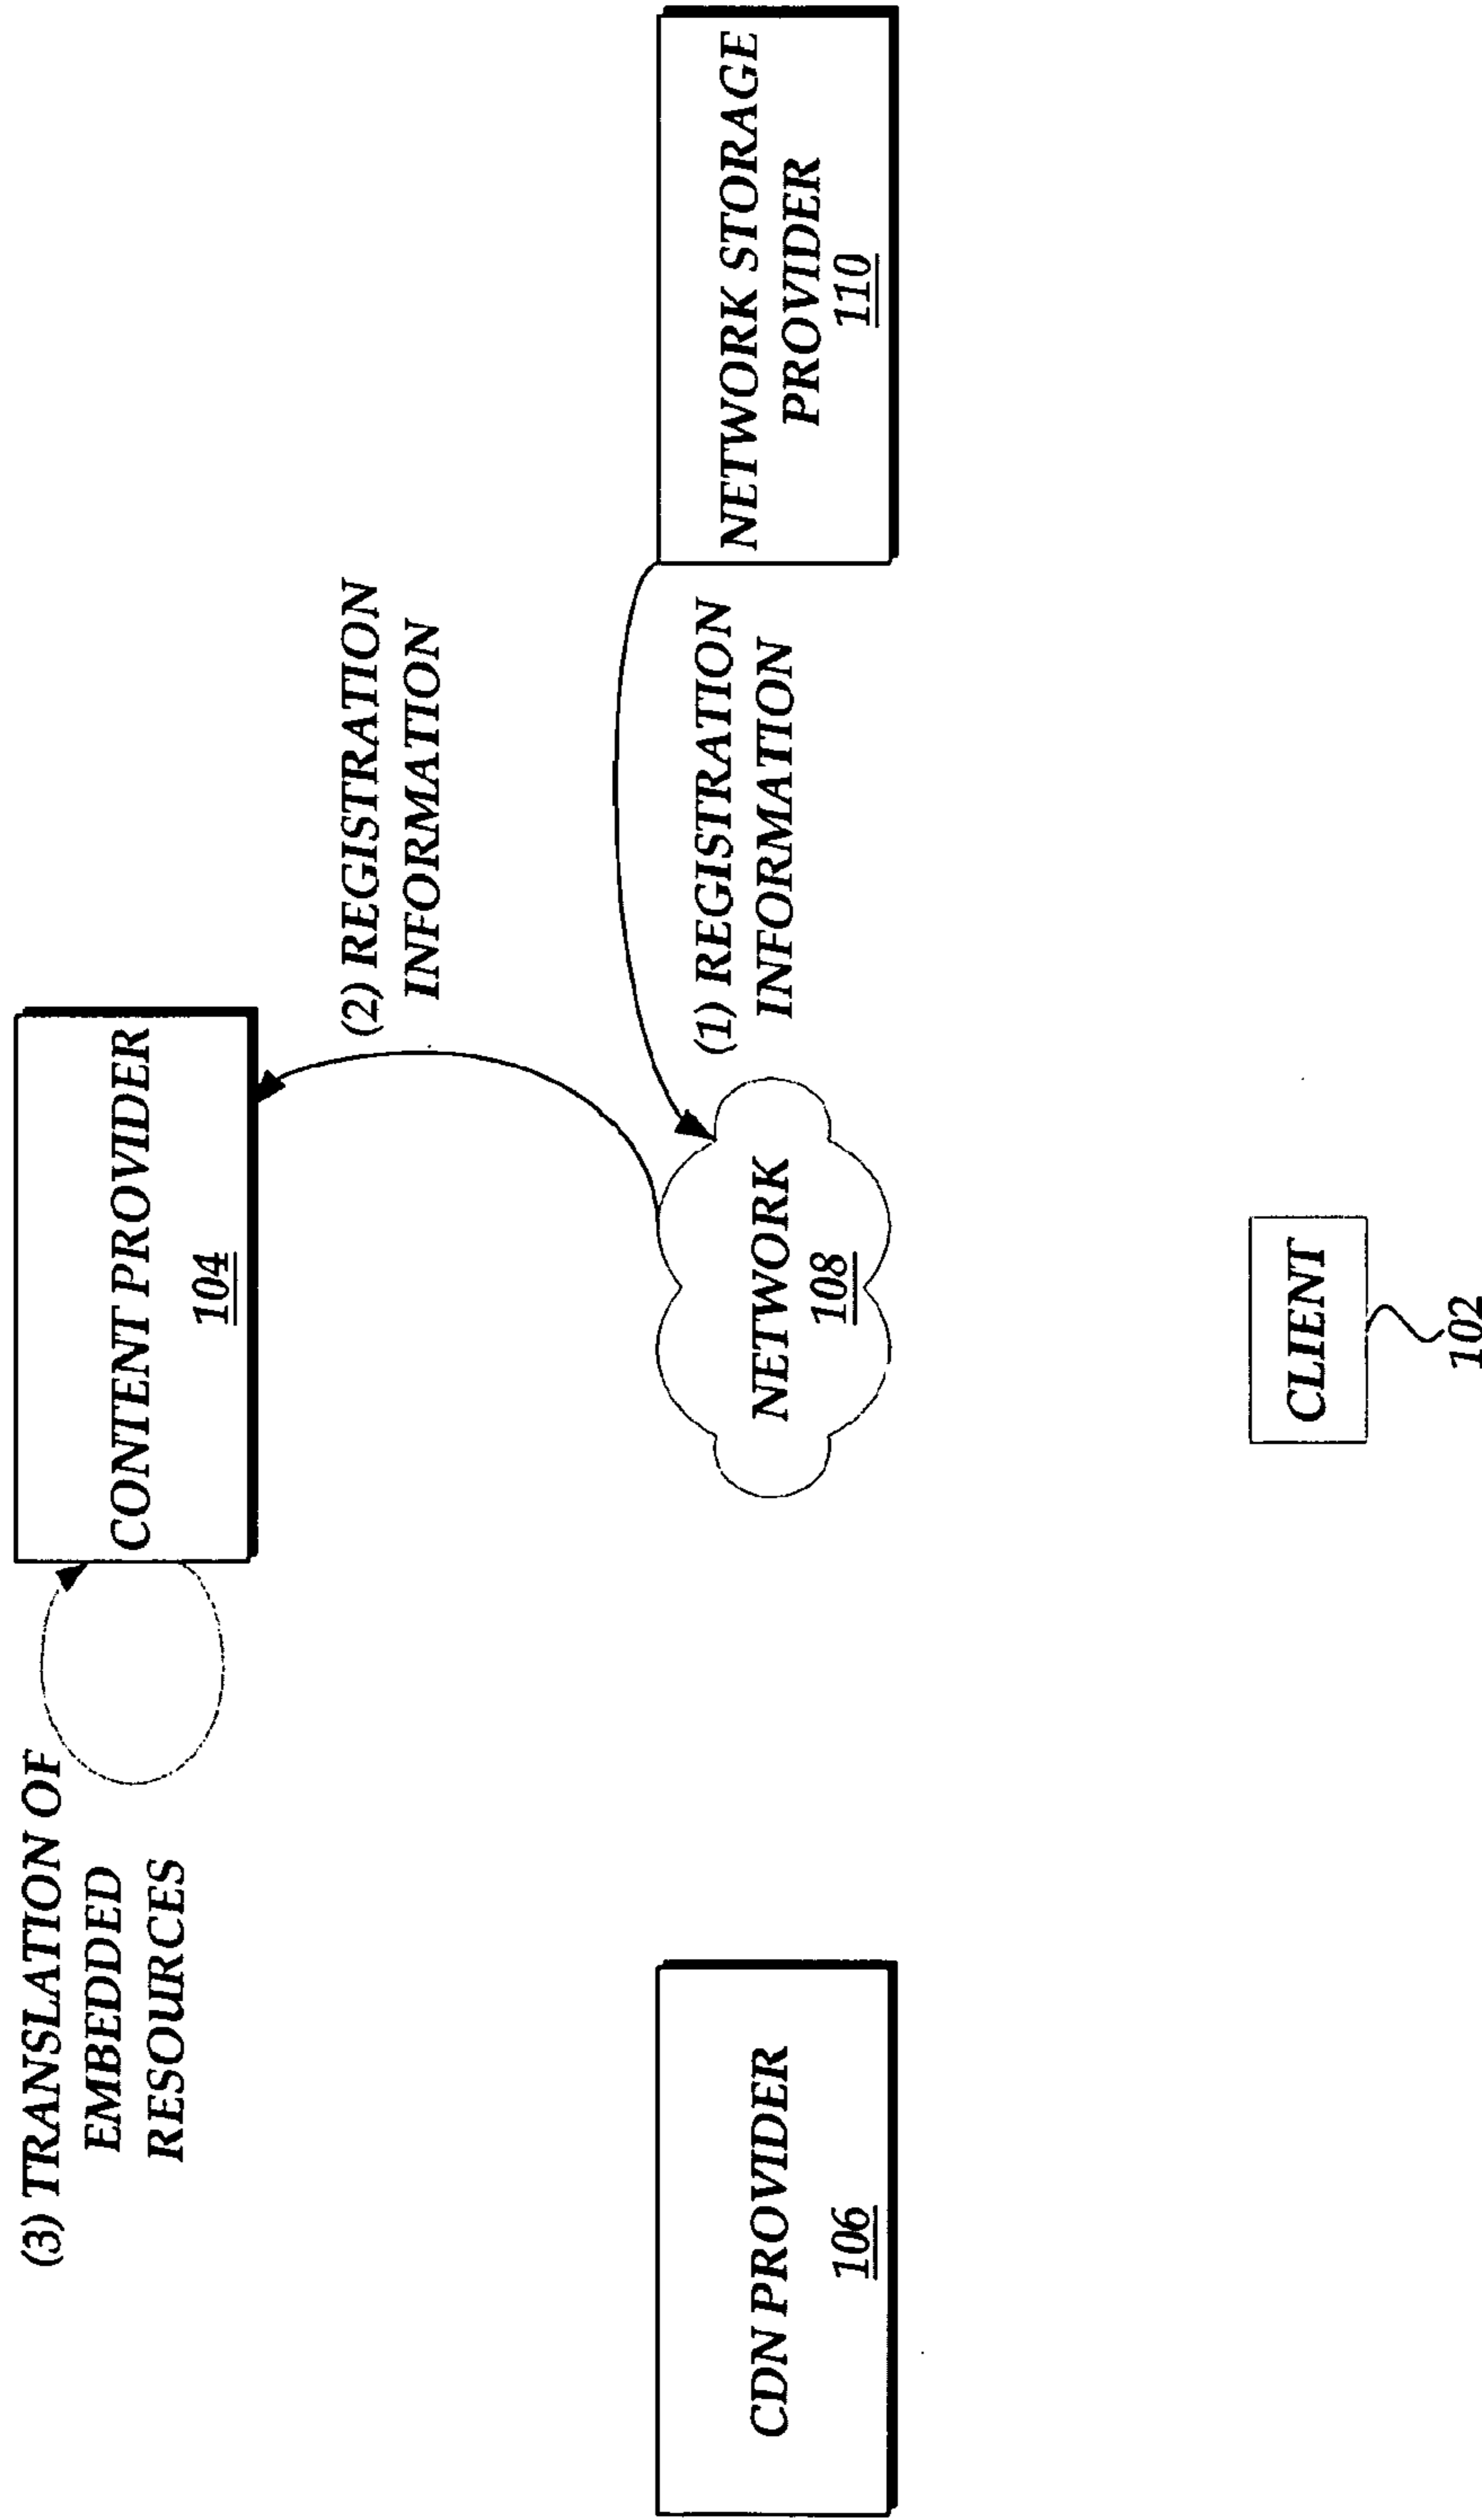 (3) TRANSLATION OF
EMBEDDED
RESOURCES
CONTENT PROVIDER
104
(2) REGISTRATION
INFORMATION
CDN PROVIDER
106
NETWORK
108
(1) REGISTRATION
INFORMATION
NETWORK STORAGE
PROVIDER
110
CLIENT
102